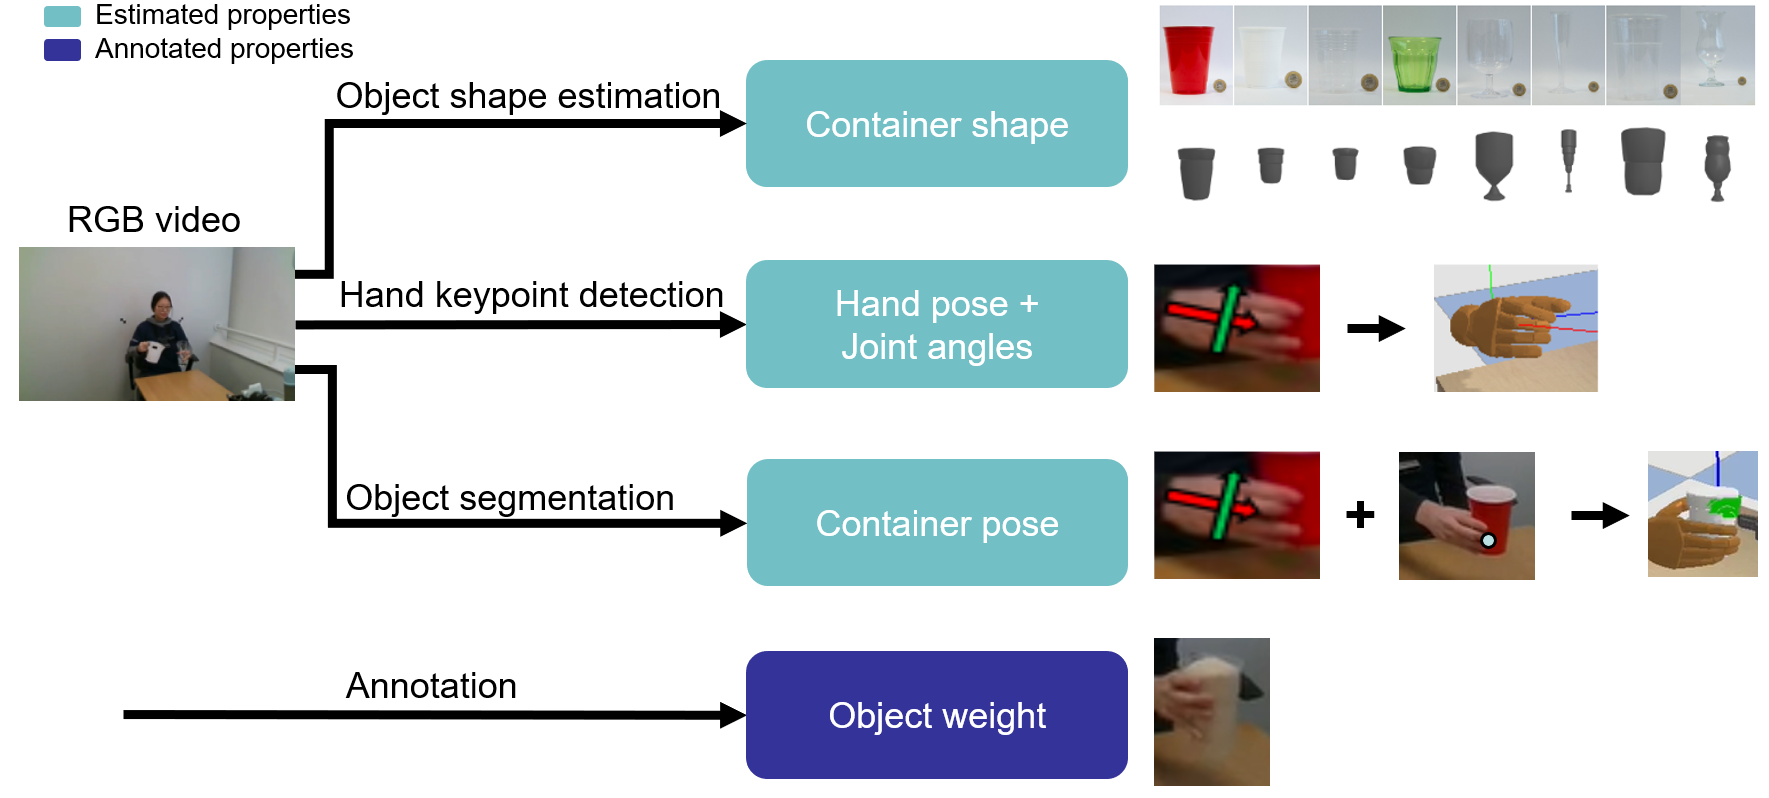 Estimated properties
Annotated properties
Object shape estimation
Container shape
RGB video
Hand keypoint detection
Hand pose +
Joint angles
Object segmentation
Container pose
+
Annotation
Object weight